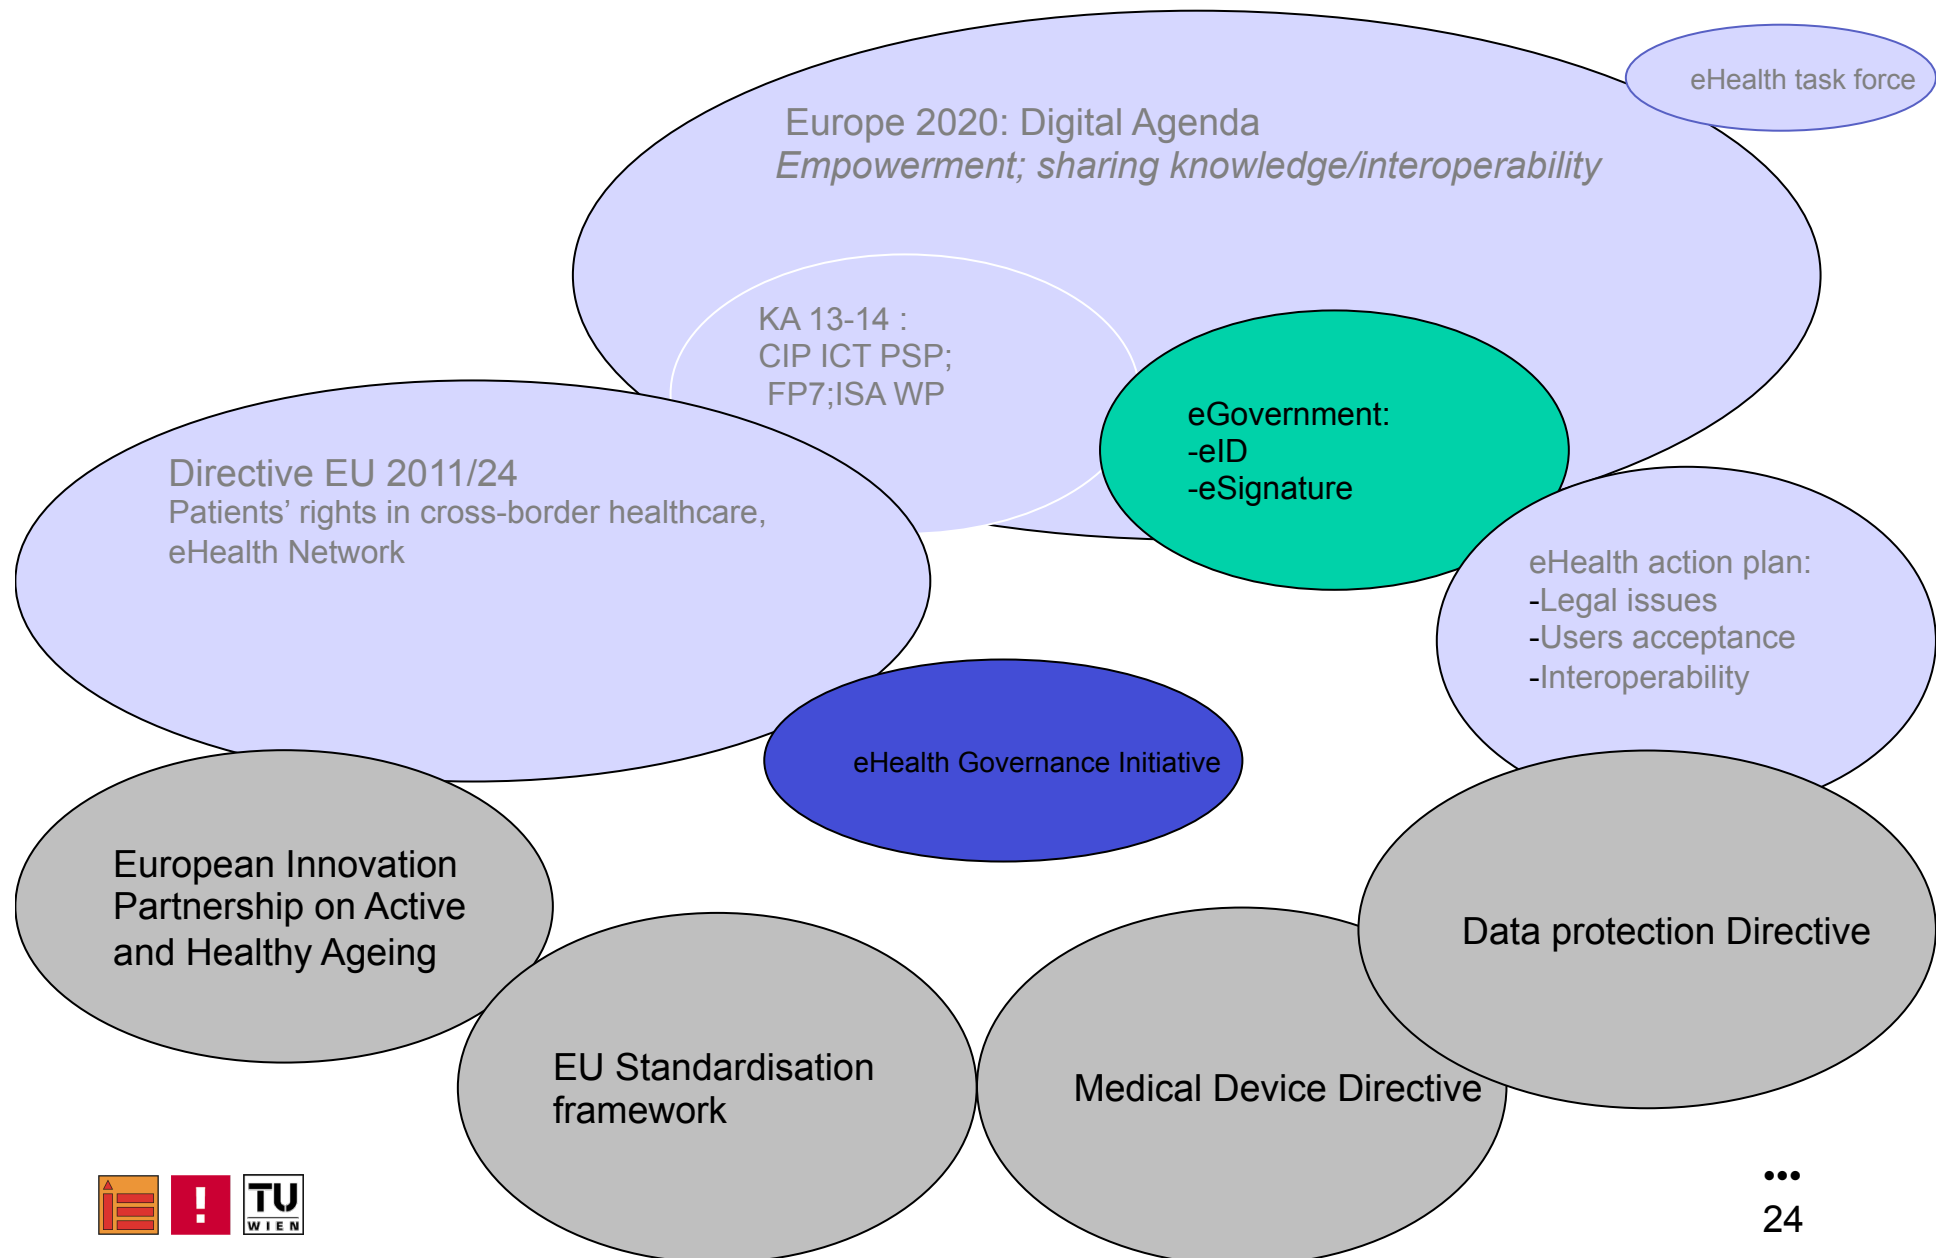 eHealth task force
Europe 2020: Digital Agenda
Empowerment; sharing knowledge/interoperability
KA 13-14 :
CIP ICT PSP;
FP7;ISA WP
eGovernment:
-eID
-eSignature
Directive EU 2011/24
Patients’ rights in cross-border healthcare,
eHealth Network
eHealth action plan:
-Legal issues
-Users acceptance
-Interoperability
eHealth Governance Initiative
European Innovation
Partnership on Active
and Healthy Ageing
Data protection Directive
EU Standardisation
framework
Medical Device Directive
!
TU
WIEN
•••
24